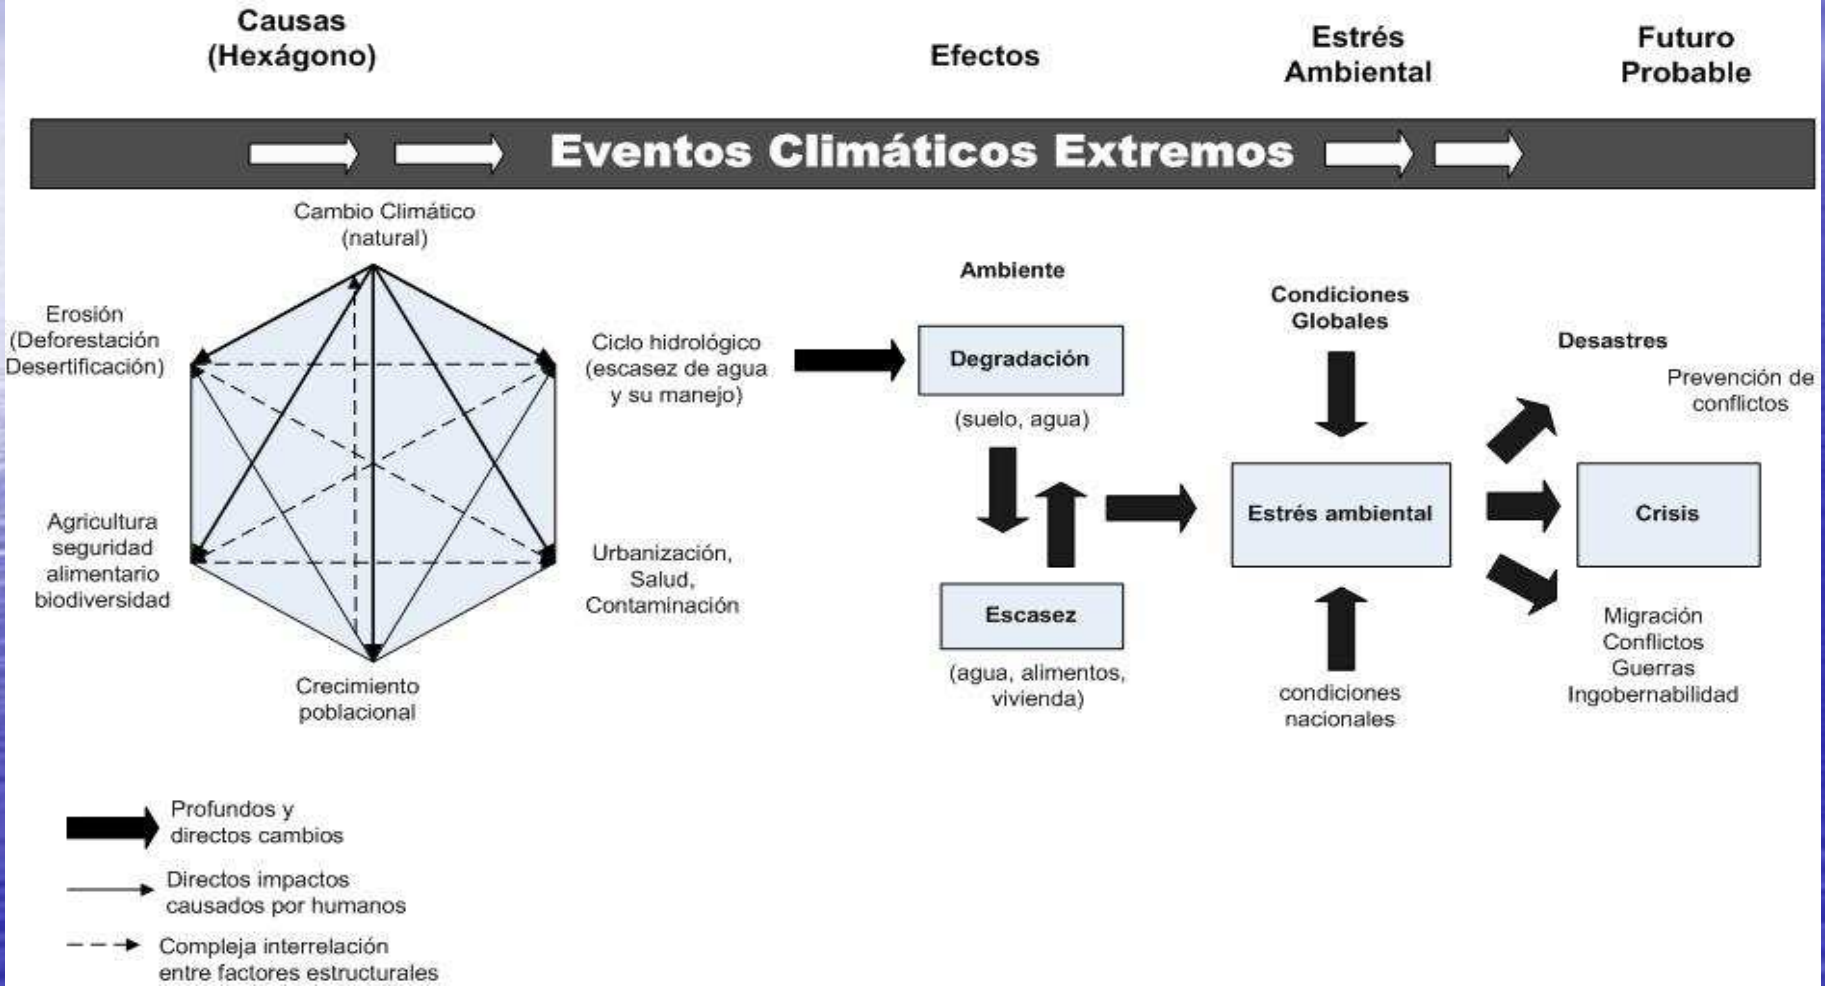 Causas
(Hexágono)
Efectos
Estrés
Ambiental
Futuro
Probable
Eventos Climáticos Extremos
Cambio Climático
(natural)
Erosión
(Deforestación
Desertificación)
Ciclo hidrológico
(escasez de agua
y su manejo)
Agricultura
seguridad
alimentario
biodiversidad
Urbanización,
Salud,
Contaminación
Crecimiento
poblacional
Ambiente
Degradación
(suelo, agua)
Escasez
(agua, alimentos,
vivienda)
Condiciones
Globales
Estrés ambiental
condiciones
nacionales
Desastres
Prevención de
conflictos
Crisis
Migración
Conflictos
Guerras
Ingobernabilidad
Profundos y
directos cambios
Directos impactos
causados por humanos
Compleja interrelación
entre factores estructurales